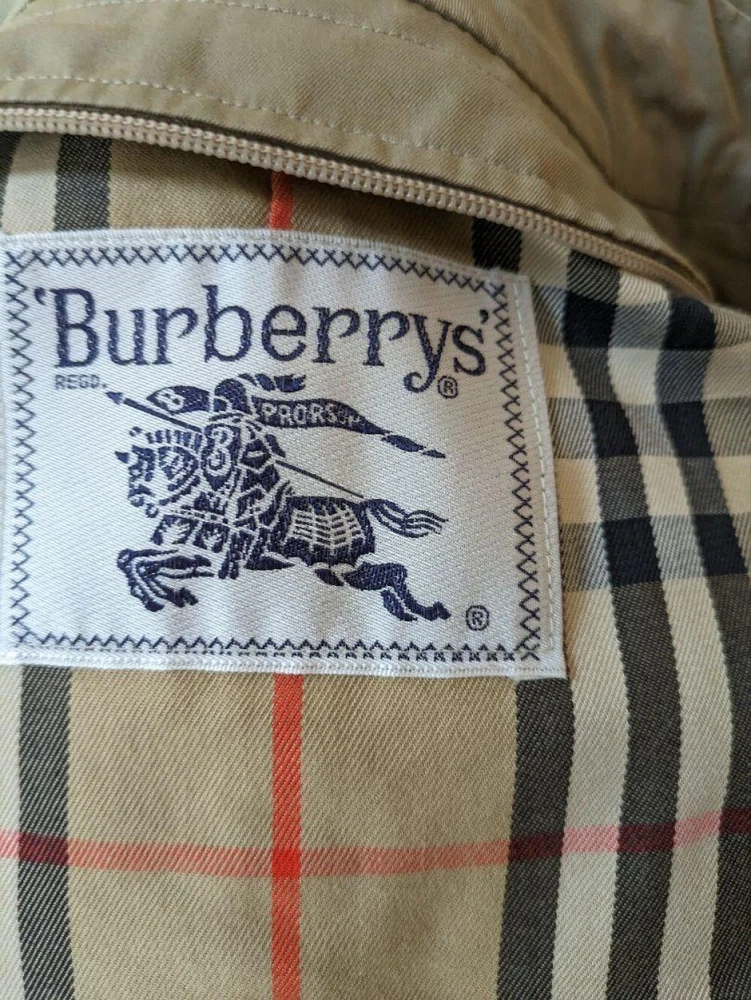 'Burberrys'
REGD. ®
B PRORSUM
B
®